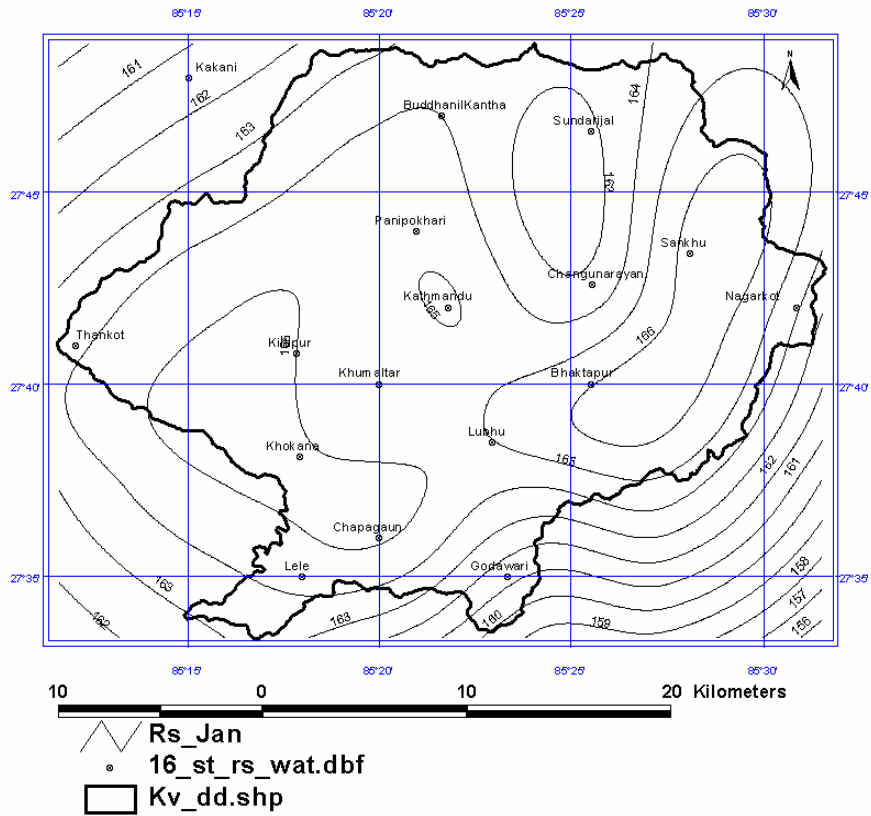 85°15' 85°20' 85°25' 85°30'
N
161 Kakani 164
162 BuddhanilKantha Sundarijal
163
27°45' 163 27°45'
Panipokhari Sankhu
Changunarayan
Kathmandu Nagarkot
165
Thankot 166
Kirtipur
Khumaltar Bhaktapur
27°40' 27°40'
Lubhu
Khokana 165 162 161
Chapagaun
Lele Godawari 158
27°35' 163 27°35'
157
162 163 160 159 156
85°15' 85°20' 85°25' 85°30'
10 0 10 20 Kilometers
Rs_Jan
16_st_rs_wat.dbf
Kv_dd.shp